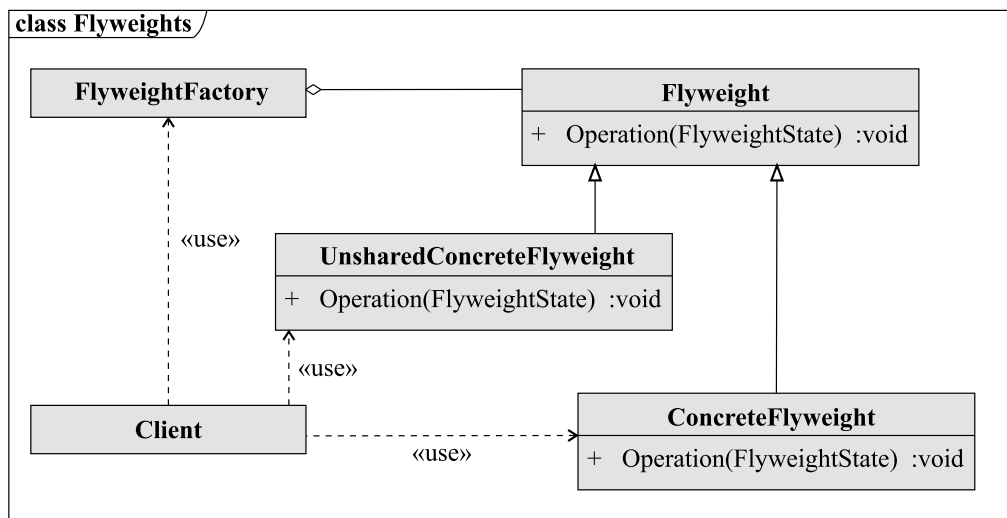 class Flyweights
FlyweightFactory
Flyweight
+ Operation(FlyweightState) :void
«use»
UnsharedConcreteFlyweight
+ Operation(FlyweightState) :void
«use»
Client
«use»
ConcreteFlyweight
+ Operation(FlyweightState) :void